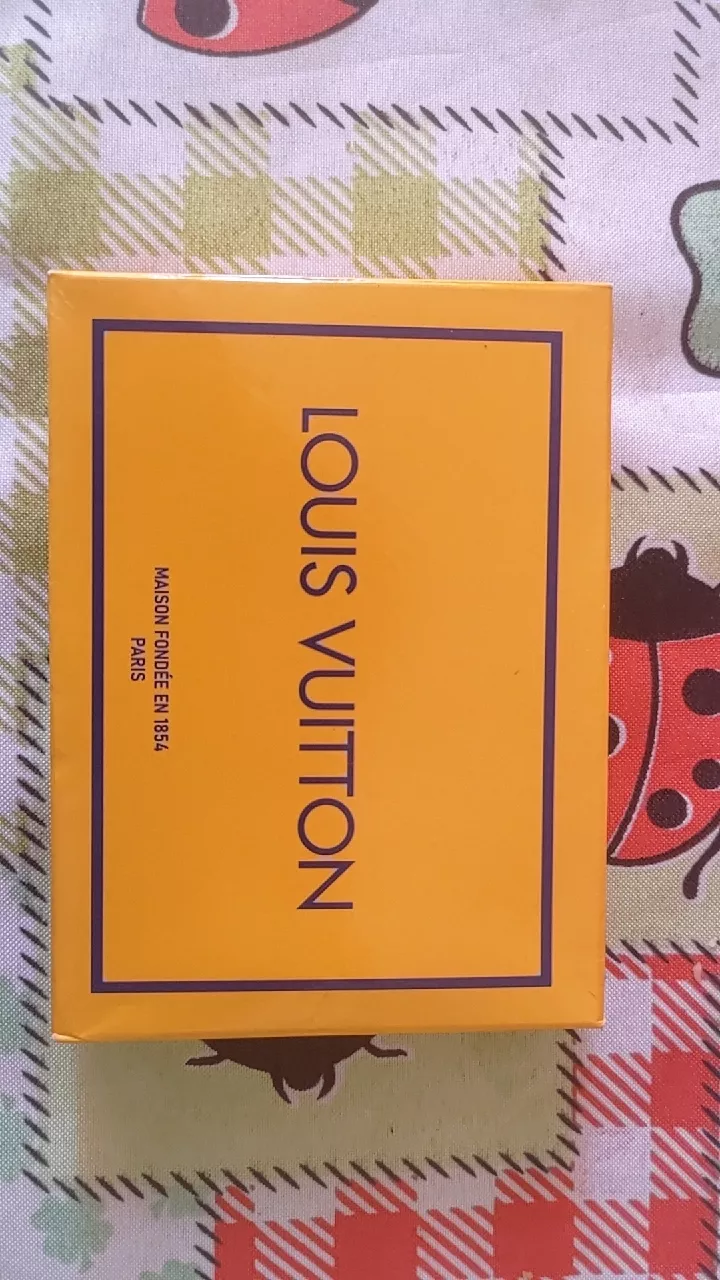 LOUIS VUITTON
MAISON FONDÉE EN 1854
PARIS